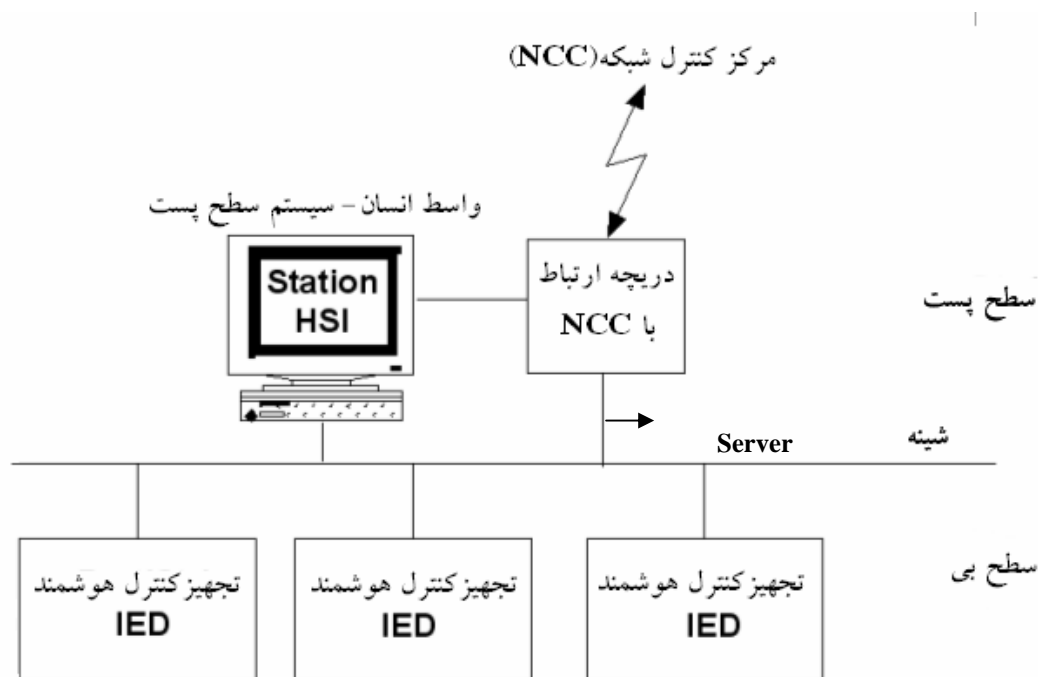 مرکز کنترل شبکه(NCC)
واسط انسان – سیستم سطح پست
Station
HSI
دریچه ارتباط
با NCC
سطح پست
Server
شینه
تجهیز کنترل هوشمند
IED
تجهیز کنترل هوشمند
IED
تجهیز کنترل هوشمند
IED
سطح بی